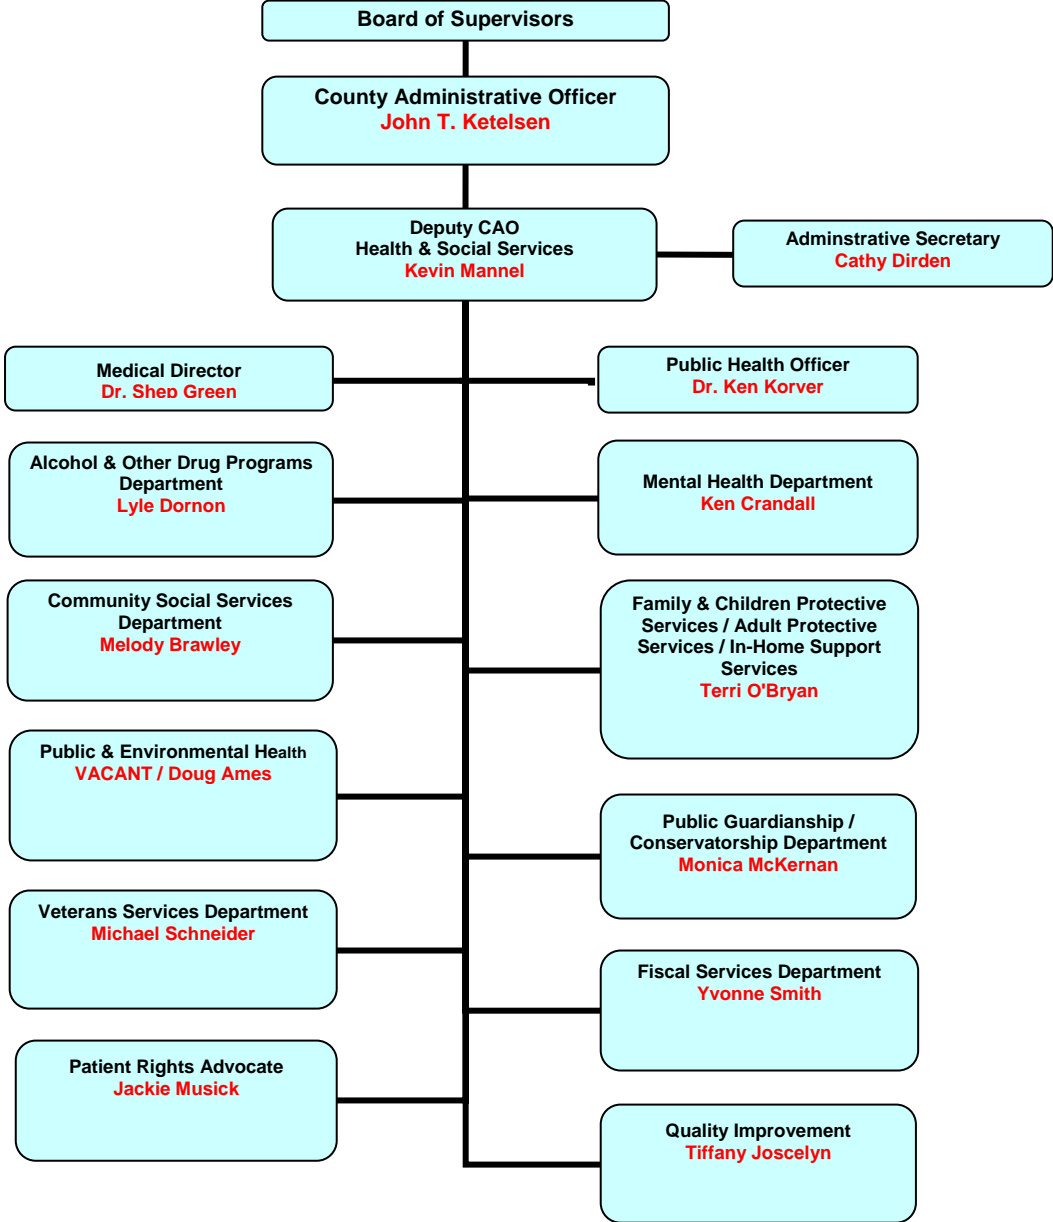 Board of Supervisors
County Administrative Officer
John T. Ketelsen
Deputy CAO
Health & Social Services
Kevin Mannel
Adminstrative Secretary
Cathy Dirden
Medical Director
Dr. Shep Green
Public Health Officer
Dr. Ken Korver
Alcohol & Other Drug Programs
Department
Lyle Dornon
Mental Health Department
Ken Crandall
Community Social Services
Department
Melody Brawley
Family & Children Protective
Services / Adult Protective
Services / In-Home Support
Services
Terri O'Bryan
Public & Environmental Health
VACANT / Doug Ames
Public Guardianship /
Conservatorship Department
Monica McKernan
Veterans Services Department
Michael Schneider
Fiscal Services Department
Yvonne Smith
Patient Rights Advocate
Jackie Musick
Quality Improvement
Tiffany Joscelyn